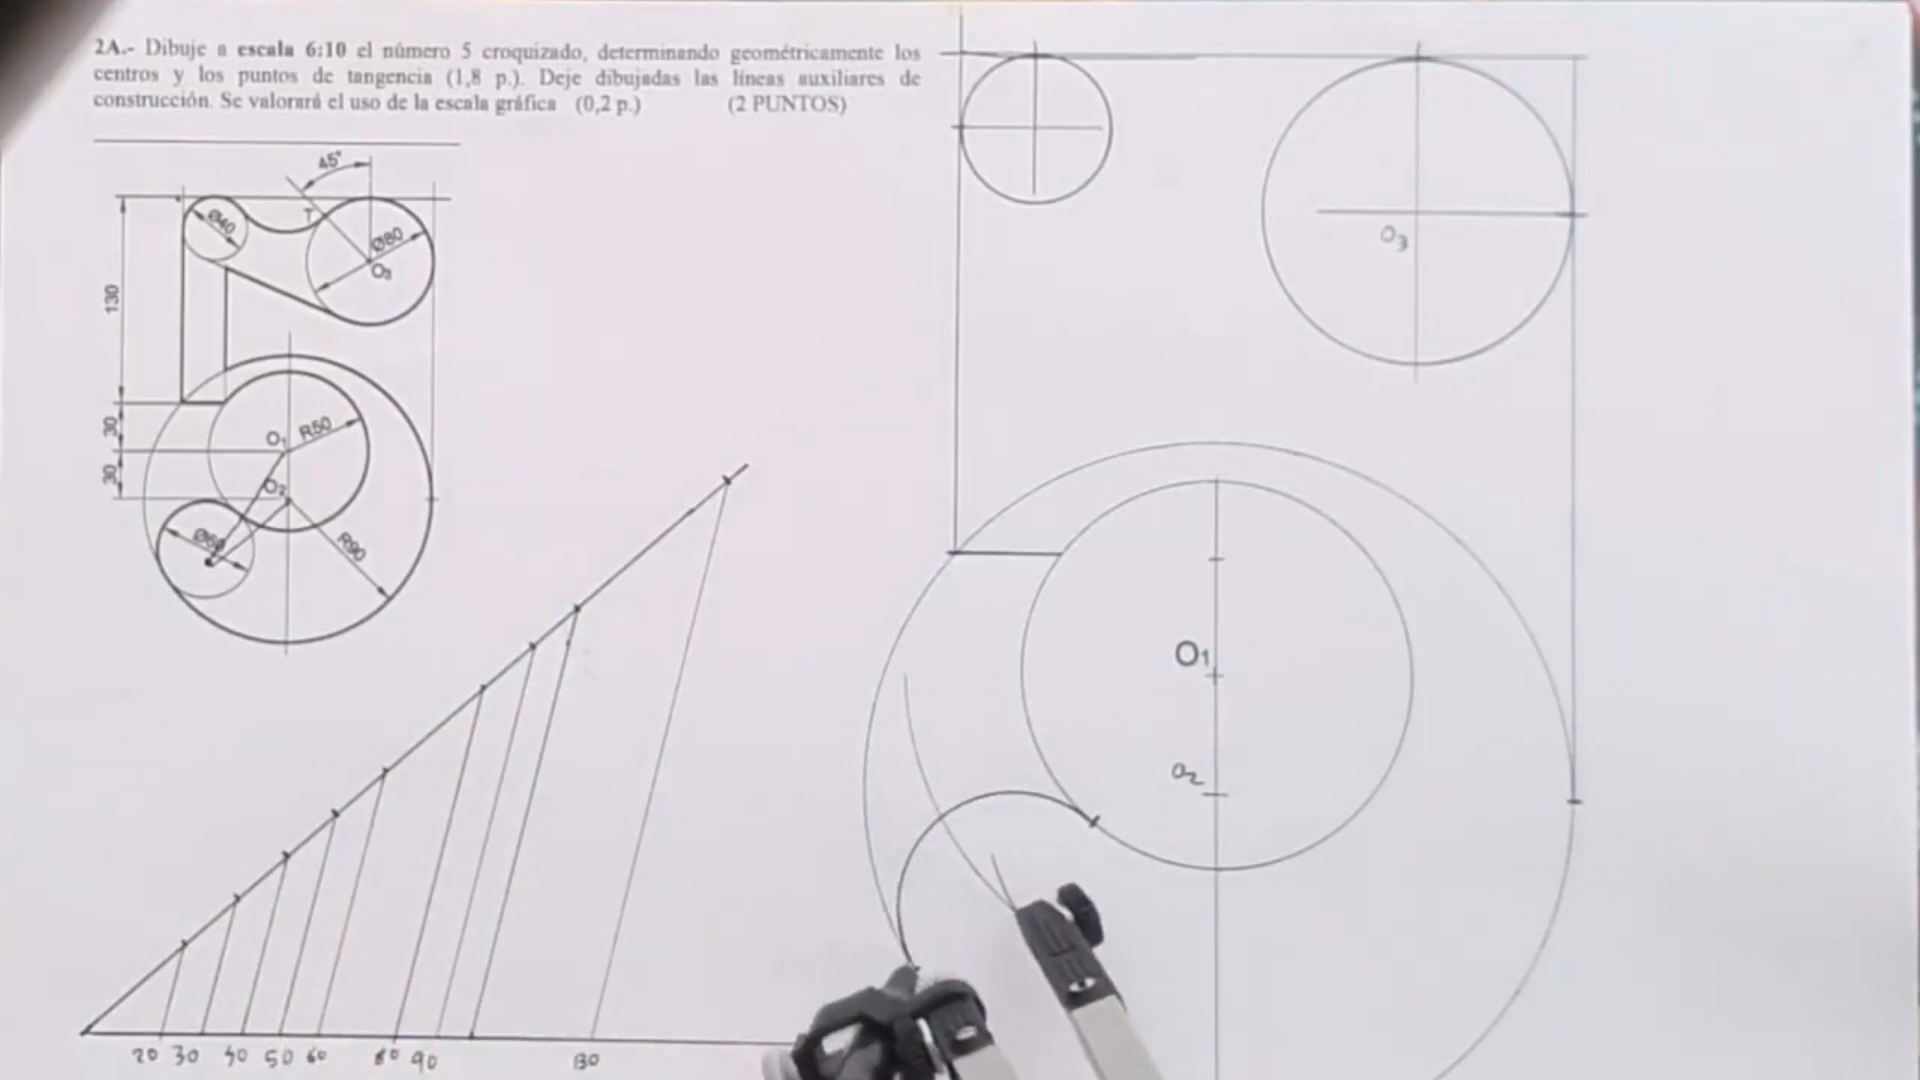 2A.- Dibuje a escala 6:10 el número 5 croquizado, determinando geométricamente los
centros y los puntos de tangencia (1,8 p.). Deje dibujadas las líneas auxiliares de
construcción. Se valorará el uso de la escala gráfica (0,2 p.) (2 PUNTOS)
45°
T
Ø40
Ø80
O3
130
30
O1
R50
30
O2
Ø60
R90
O3
O1
O2
20 30 40 50 60 80 90 130